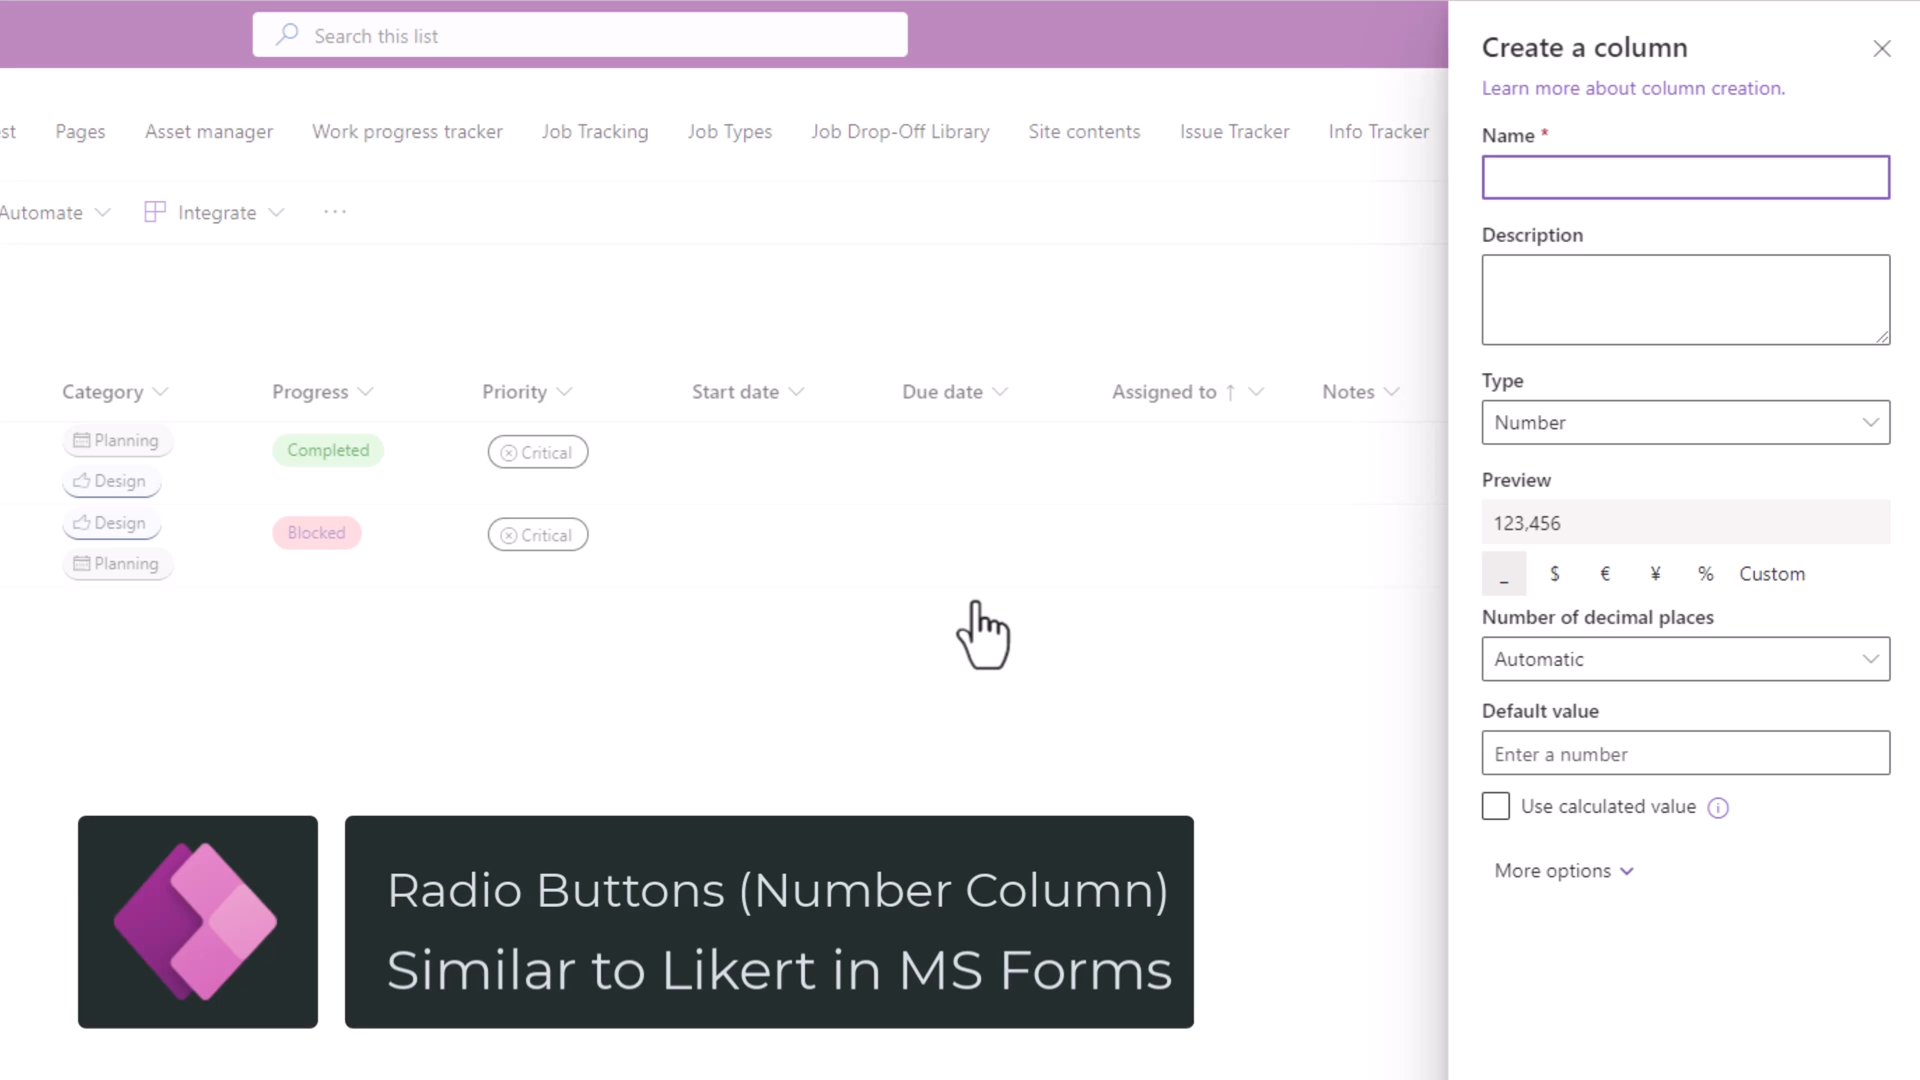 Search this list
est Pages Asset manager Work progress tracker Job Tracking Job Types Job Drop-Off Library Site contents Issue Tracker Info Tracker
Automate Integrate ...
Category Progress Priority Start date Due date Assigned to ↑ Notes
Planning Completed Critical
Design
Design Blocked Critical
Planning
Radio Buttons (Number Column)
Similar to Likert in MS Forms
Create a column
Learn more about column creation.
Name *
Description
Type
Number
Preview
123,456
_ $ € ¥ % Custom
Number of decimal places
Automatic
Default value
Enter a number
Use calculated value
More options